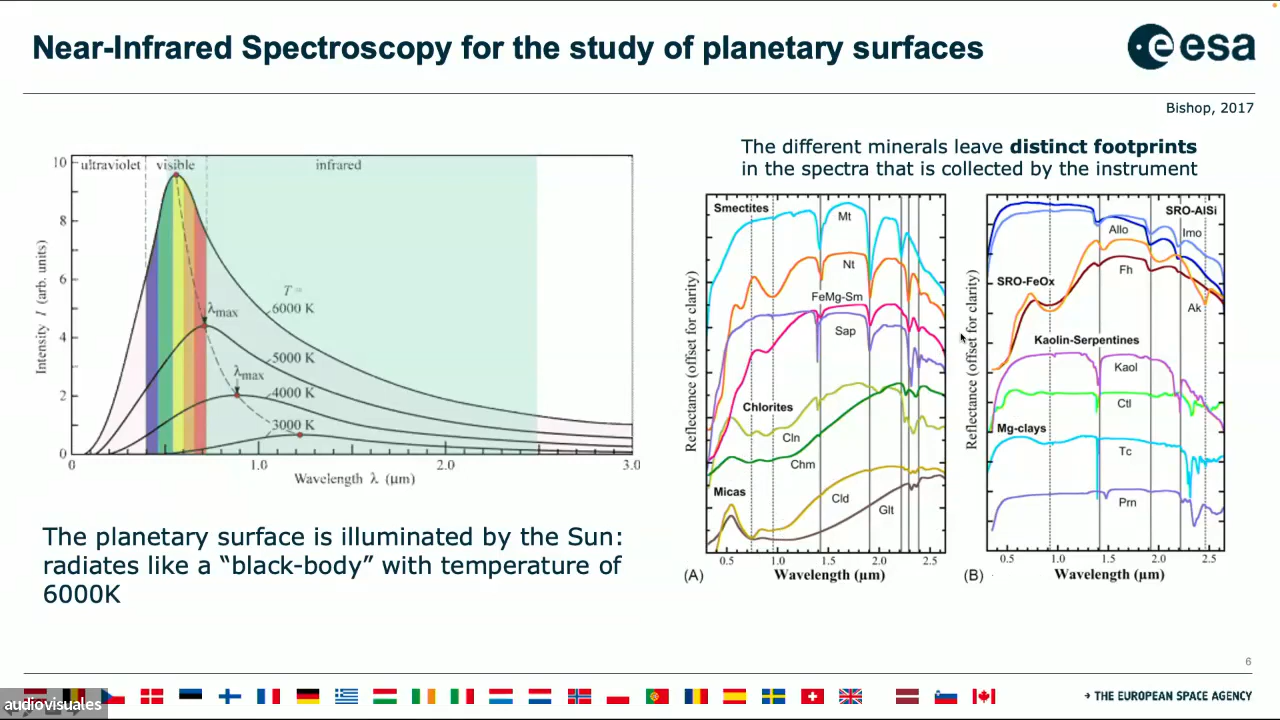 Near-Infrared Spectroscopy for the study of planetary surfaces
esa
Bishop, 2017
ultraviolet
visible
infrared
10
8
6
4
2
0
Intensity I (arb. units)
T =
6000 K
5000 K
4000 K
3000 K
λmax
λmax
0
1.0
2.0
3.0
Wavelength λ (μm)
The planetary surface is illuminated by the Sun:
radiates like a “black-body” with temperature of
6000K
The different minerals leave distinct footprints
in the spectra that is collected by the instrument
Reflectance (offset for clarity)
Smectites
Mt
Nt
FeMg-Sm
Sap
Chlorites
Cln
Chm
Micas
Cld
Glt
0.5
1.0
1.5
2.0
2.5
(A)
Wavelength (μm)
Reflectance (offset for clarity)
SRO-AlSi
Allo
Imo
SRO-FeOx
Fh
Ak
Kaolin-Serpentines
Kaol
Ctl
Mg-clays
Tc
Prn
0.5
1.0
1.5
2.0
2.5
(B)
Wavelength (μm)
6
audiovisuales
→ THE EUROPEAN SPACE AGENCY